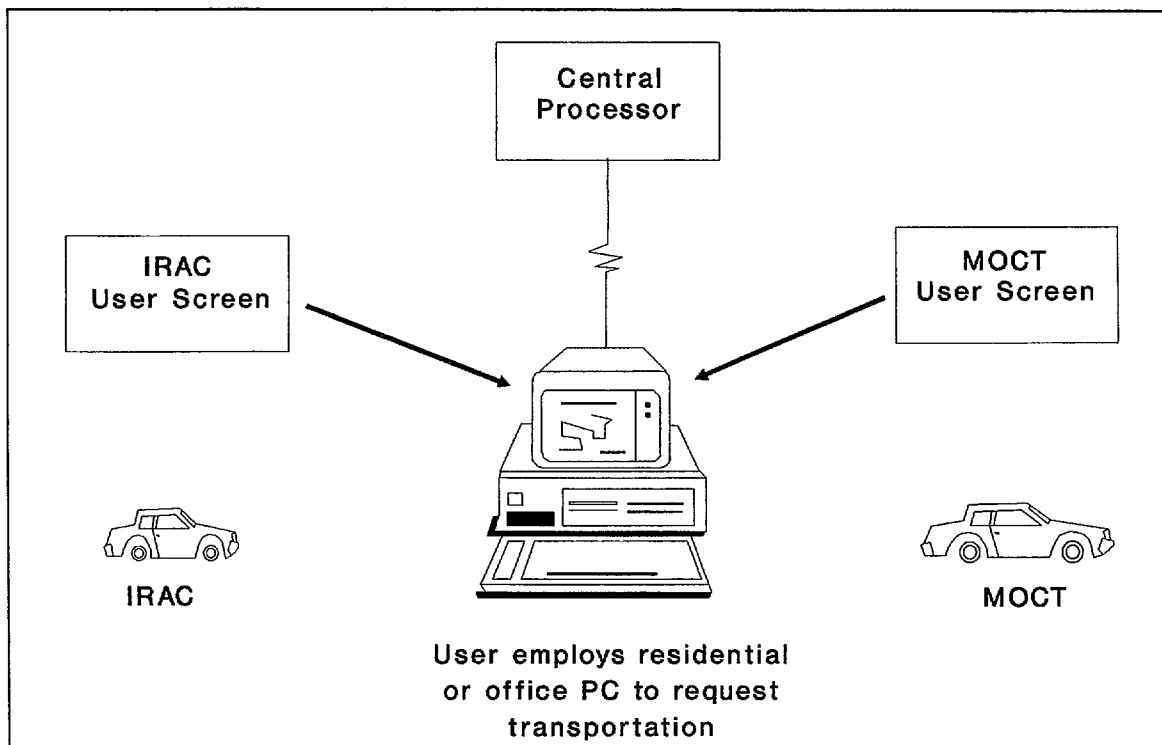 Central
Processor
IRAC
User Screen
MOCT
User Screen
IRAC
MOCT
User employs residential
or office PC to request
transportation